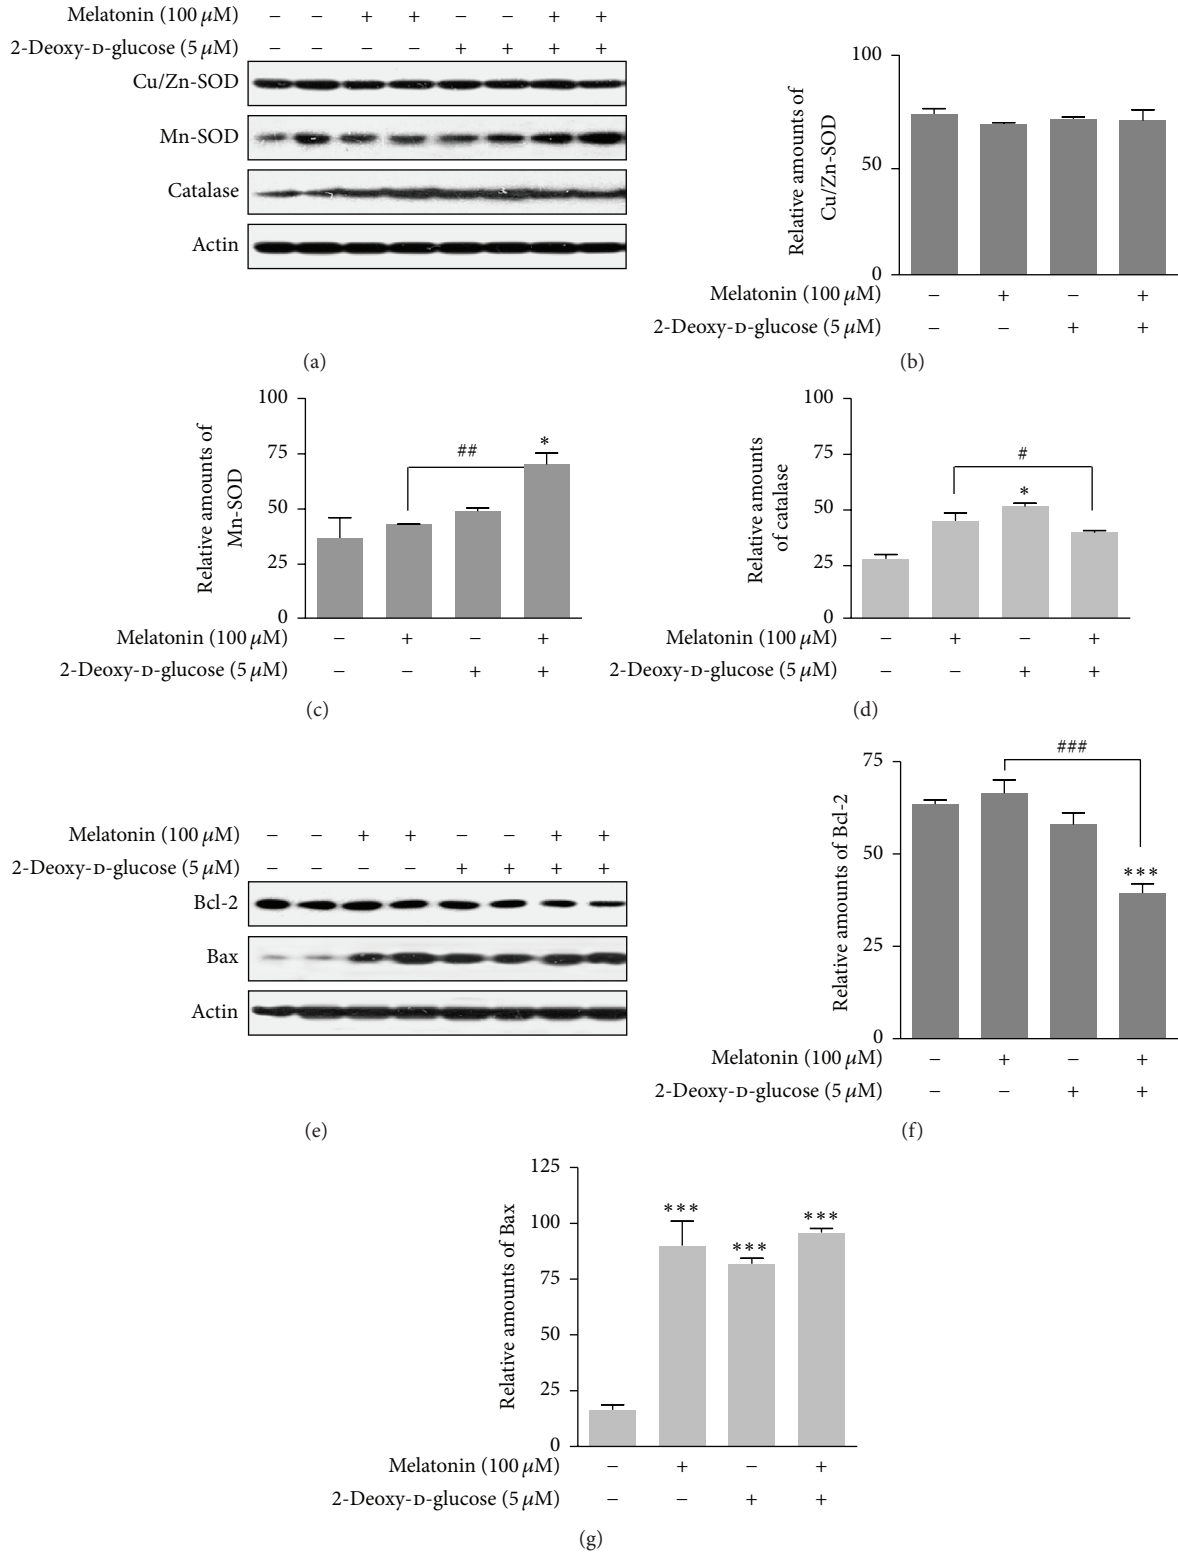 Melatonin (100 μM) − − + + − − + +
2-Deoxy-D-glucose (5 μM) − − − − + + + +
Cu/Zn-SOD
Mn-SOD
Catalase
Actin
(a)
100
50
0
Relative amounts of
Cu/Zn-SOD
Melatonin (100 μM) − + − +
2-Deoxy-D-glucose (5 μM) − − + +
(b)
100
75
50
25
0
Relative amounts of
Mn-SOD
##
*
Melatonin (100 μM) − + − +
2-Deoxy-D-glucose (5 μM) − − + +
(c)
100
75
50
25
0
Relative amounts
of catalase
#
*
Melatonin (100 μM) − + − +
2-Deoxy-D-glucose (5 μM) − − + +
(d)
Melatonin (100 μM) − − + + − − + +
2-Deoxy-D-glucose (5 μM) − − − − + + + +
Bcl-2
Bax
Actin
(e)
75
50
25
0
Relative amounts of Bcl-2
###
***
Melatonin (100 μM) − + − +
2-Deoxy-D-glucose (5 μM) − − + +
(f)
125
100
75
50
25
0
Relative amounts of Bax
*** *** ***
Melatonin (100 μM) − + − +
2-Deoxy-D-glucose (5 μM) − − + +
(g)